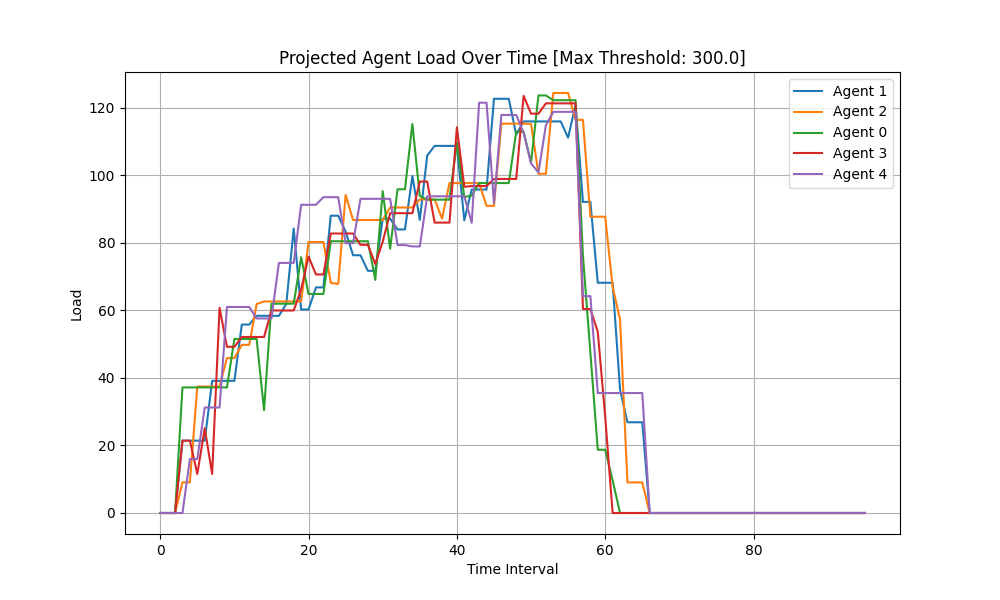 Projected Agent Load Over Time [Max Threshold: 300.0]
Load
120
100
80
60
40
20
0
0 20 40 60 80
Time Interval
Agent 1
Agent 2
Agent 0
Agent 3
Agent 4